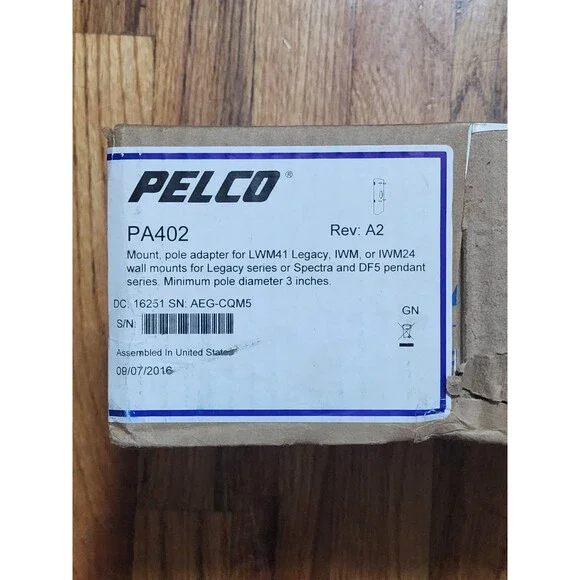 PELCO®
PA402 Rev: A2
Mount, pole adapter for LWM41 Legacy, IWM, or IWM24
wall mounts for Legacy series or Spectra and DF5 pendant
series. Minimum pole diameter 3 inches.
DC: 16251 SN: AEG-CQM5
S/N: GN
Assembled In United States
09/07/2016